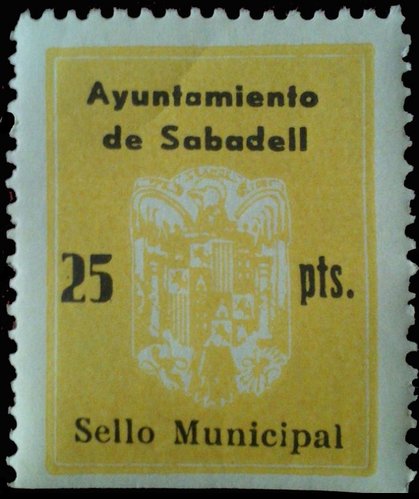 Ayuntamiento
de Sabadell
25 pts.
Sello Municipal